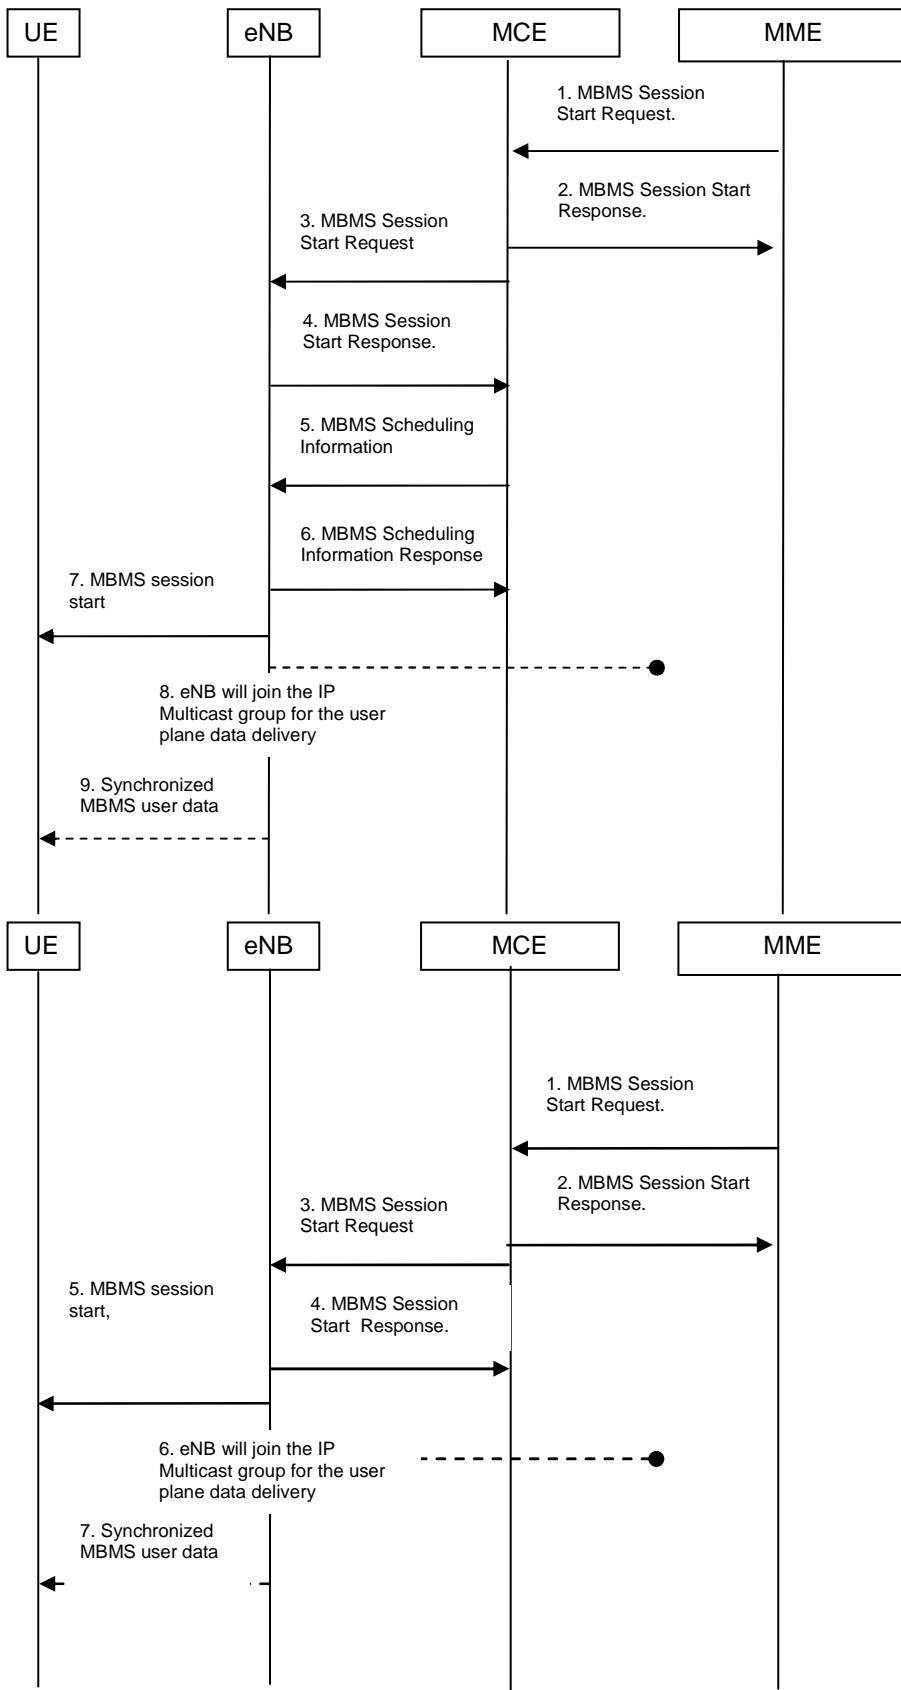 UE
eNB
MCE
MME
1. MBMS Session
Start Request.
2. MBMS Session Start
Response.
3. MBMS Session
Start Request
4. MBMS Session
Start Response.
5. MBMS Scheduling
Information
6. MBMS Scheduling
Information Response
7. MBMS session
start
8. eNB will join the IP
Multicast group for the user
plane data delivery
9. Synchronized
MBMS user data
UE
eNB
MCE
MME
1. MBMS Session
Start Request.
2. MBMS Session Start
Response.
3. MBMS Session
Start Request
4. MBMS Session
Start  Response.
5. MBMS session
start,
6. eNB will join the IP
Multicast group for the user
plane data delivery
7. Synchronized
MBMS user data